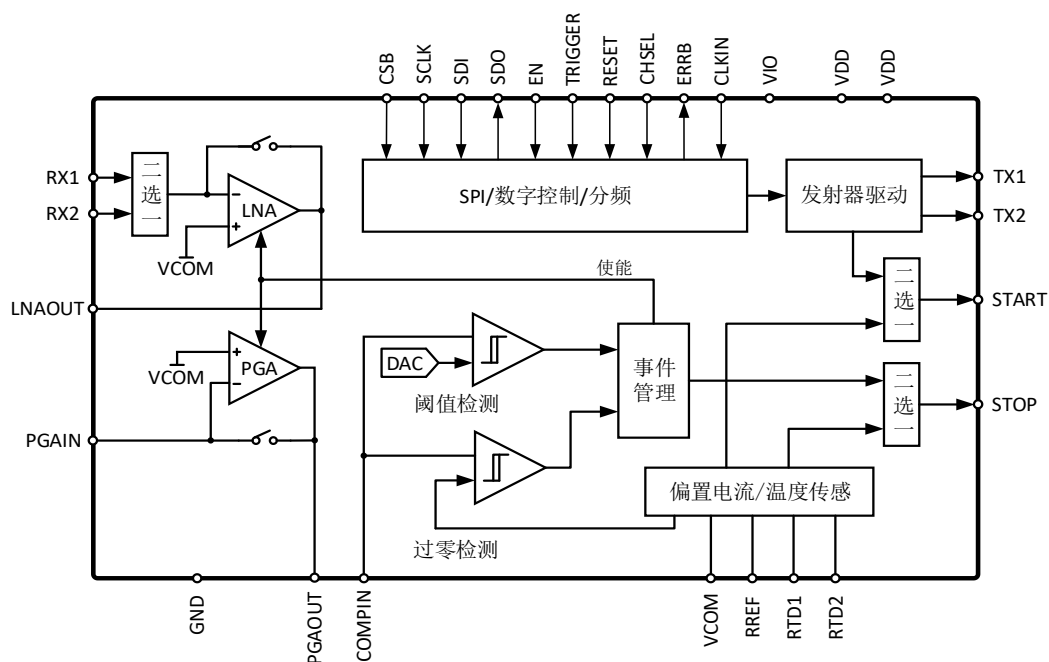 CSB
SCLK
SDI
SDO
EN
TRIGGER
RESET
CHSEL
ERRB
CLKIN
VIO
VDD
VDD
RX1
RX2
二选一
LNA
VCOM
SPI/数字控制/分频
发射器驱动
TX1
TX2
使能
二选一
START
LNAOUT
PGA
VCOM
DAC
阈值检测
事件
管理
二选一
STOP
PGAIN
偏置电流/温度传感
过零检测
GND
PGAOUT
COMPIN
VCOM
RREF
RTD1
RTD2